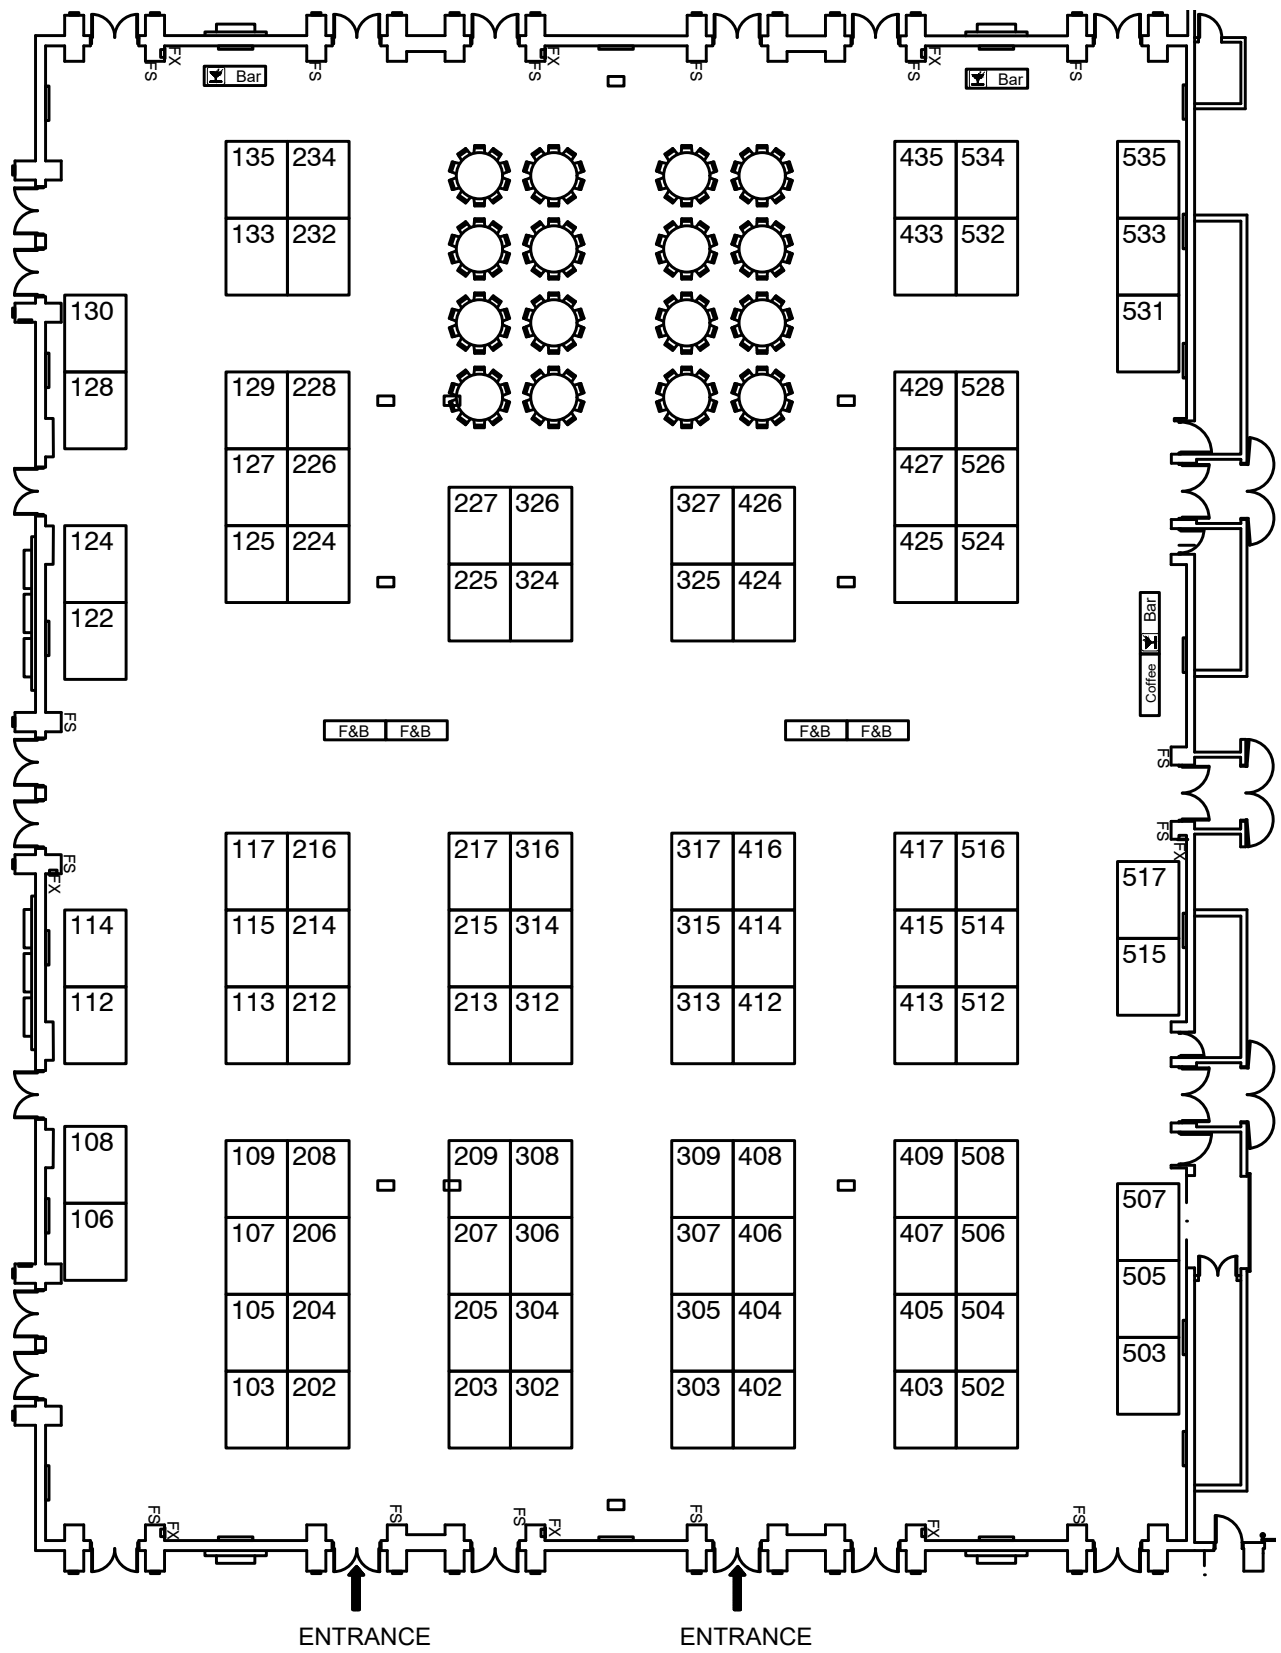 FS FX FS FS FX FS FS FX FS
Bar Bar
135 234 435 534 535
133 232 433 532 533
130 531
128 129 228 429 528
127 226 427 526
227 326 327 426
124 125 224 425 524
225 324 325 424
122 Bar
Coffee
FS F&B F&B F&B F&B
FS
FS
117 216 217 316 317 416 417 516
FS FX
FX 517
114 115 214 215 314 315 414 415 514
515
112 113 212 213 312 313 412 413 512
108 109 208 209 308 309 408 409 508
507
106 107 206 207 306 307 406 407 506
505
105 204 205 304 305 404 405 504
503
103 202 203 302 303 402 403 502
FS FX FS FS FX FS FX FS
ENTRANCE ENTRANCE